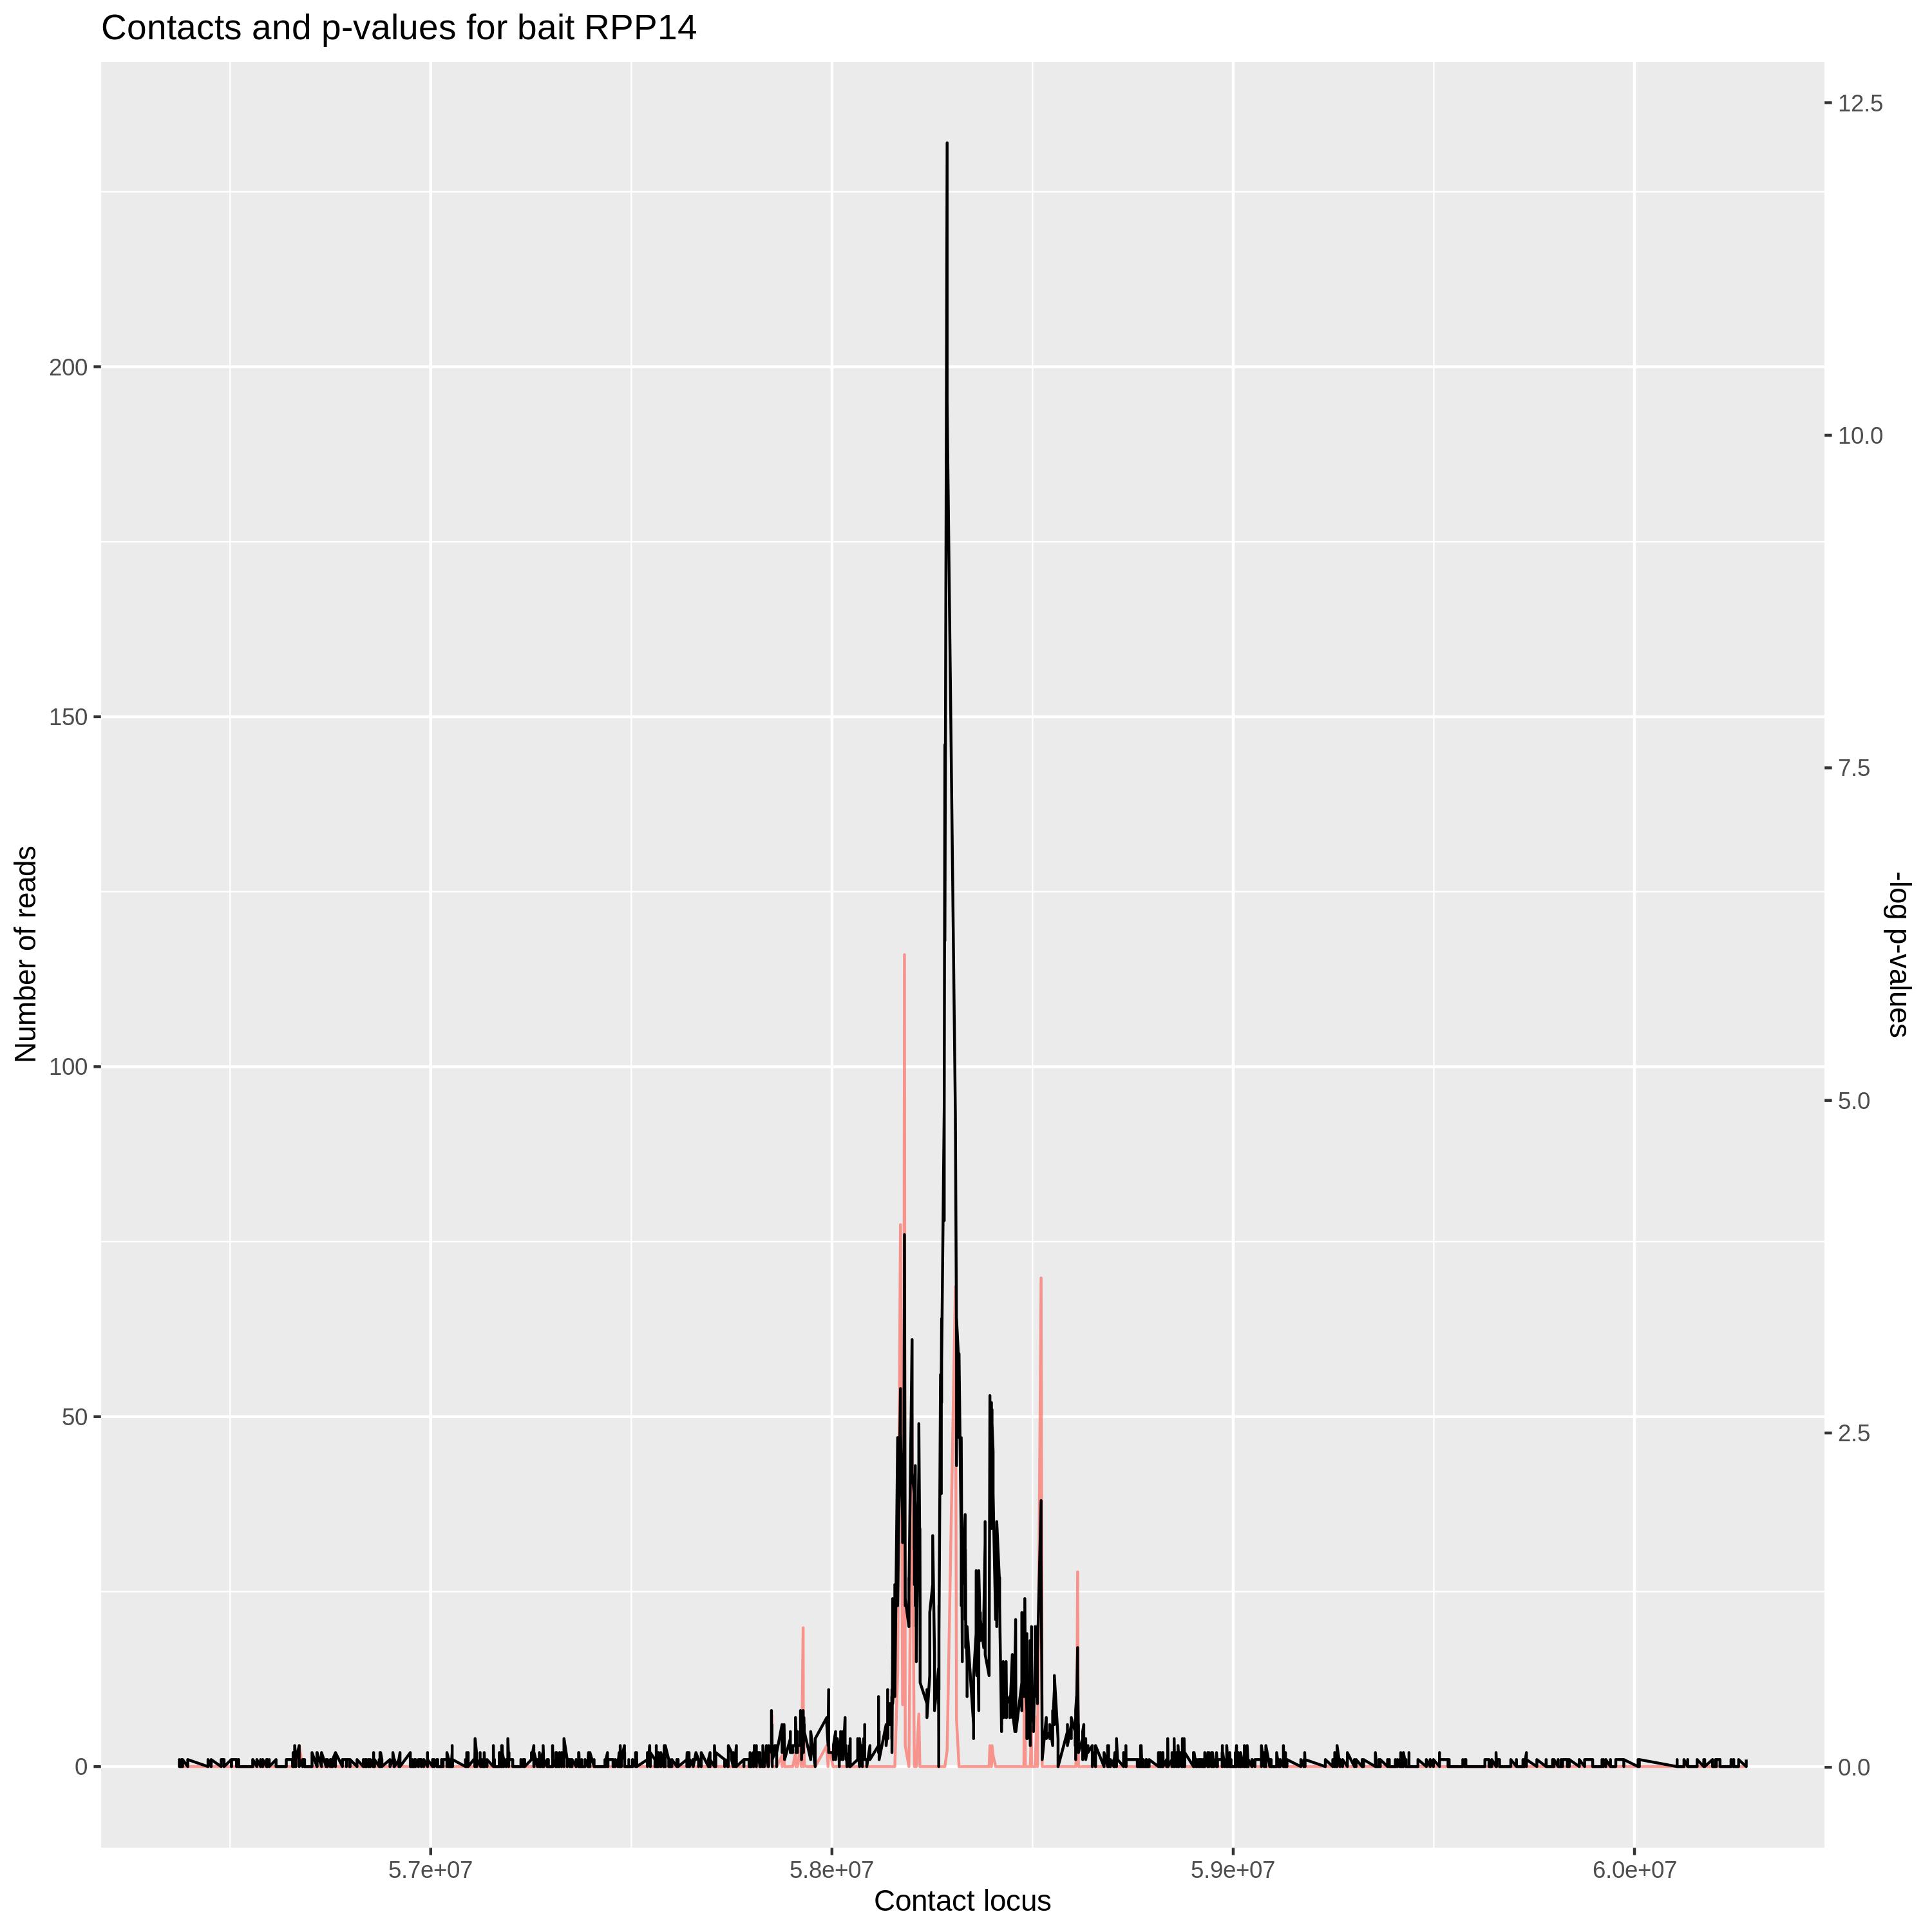 Contacts and p-values for bait RPP14
Number of reads
200
150
100
50
0
12.5
10.0
7.5
5.0
2.5
0.0
-log p-values
5.7e+07
5.8e+07
5.9e+07
6.0e+07
Contact locus